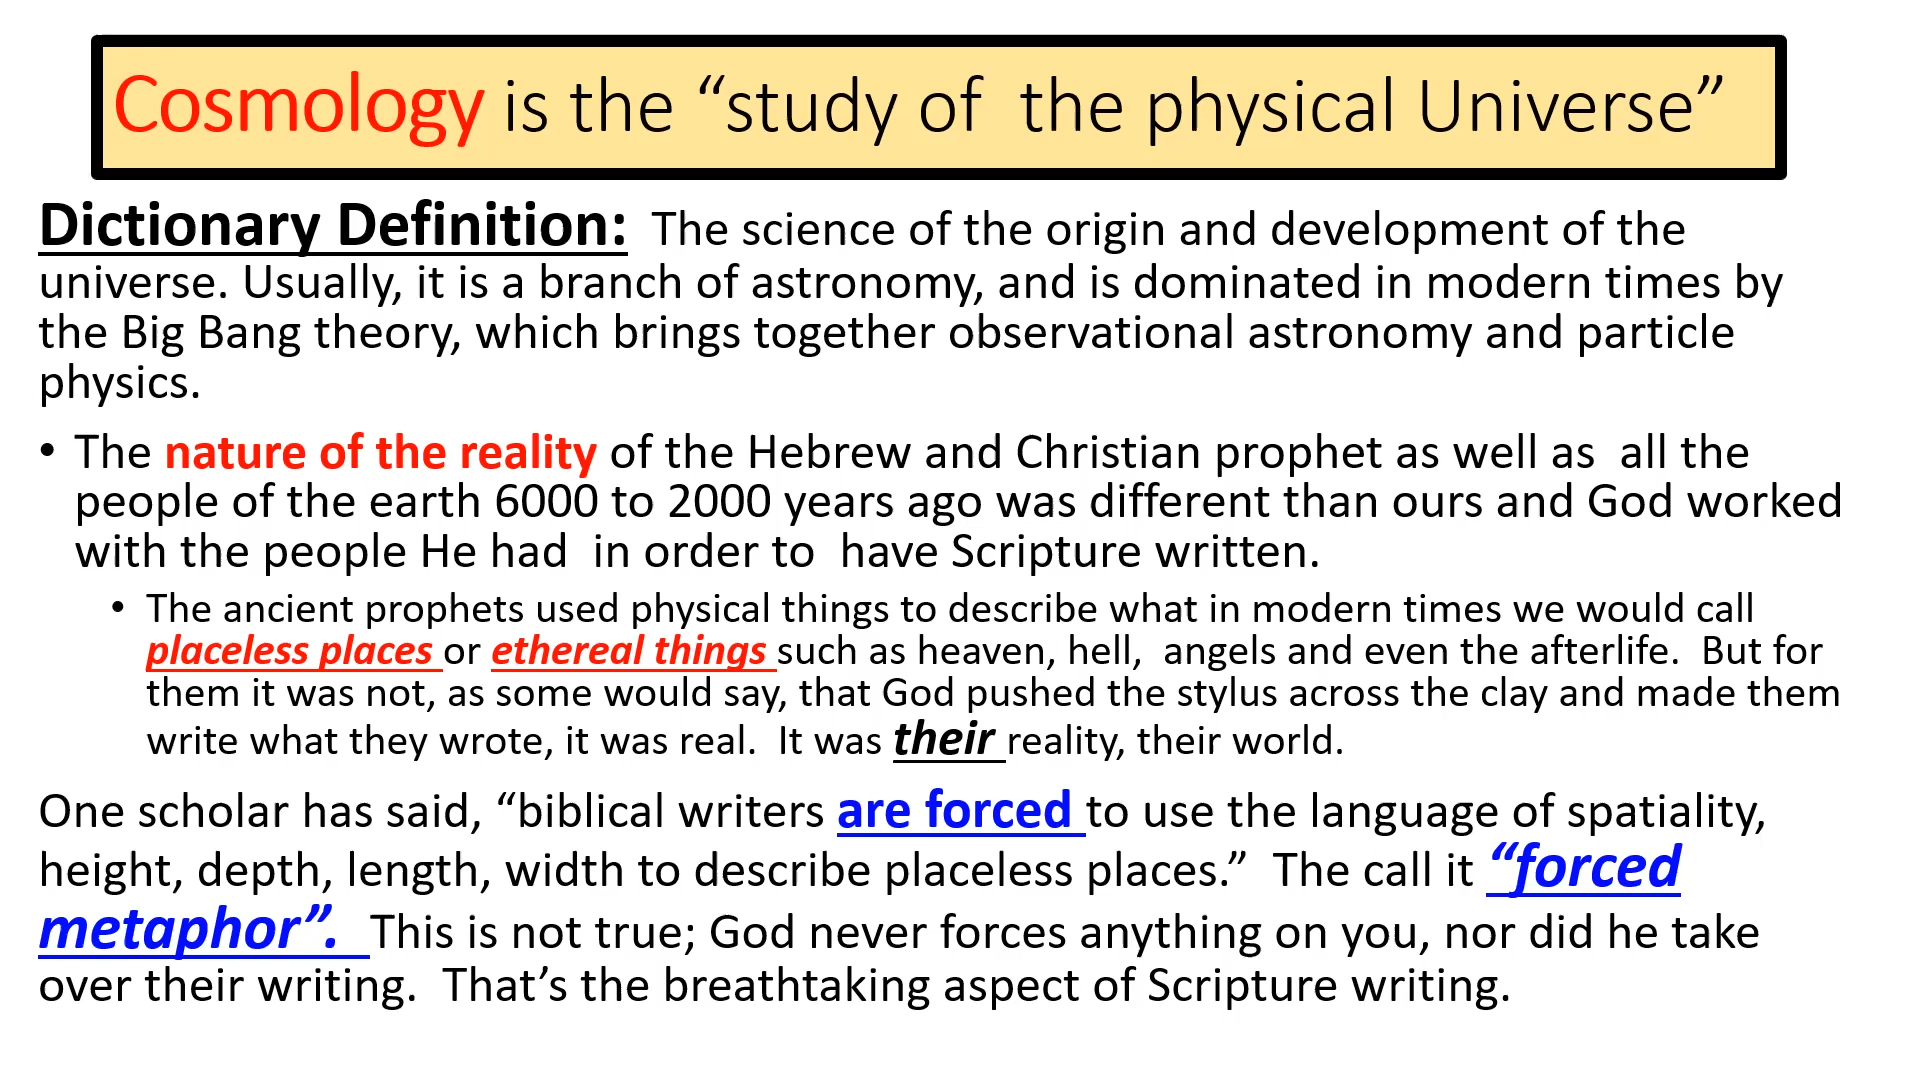 Cosmology is the “study of  the physical Universe”
Dictionary Definition:  The science of the origin and development of the
universe. Usually, it is a branch of astronomy, and is dominated in modern times by
the Big Bang theory, which brings together observational astronomy and particle
physics.
• The nature of the reality of the Hebrew and Christian prophet as well as  all the
people of the earth 6000 to 2000 years ago was different than ours and God worked
with the people He had  in order to  have Scripture written.
• The ancient prophets used physical things to describe what in modern times we would call
placeless places or ethereal things such as heaven, hell,  angels and even the afterlife.  But for
them it was not, as some would say, that God pushed the stylus across the clay and made them
write what they wrote, it was real.  It was their reality, their world.
One scholar has said, “biblical writers are forced to use the language of spatiality,
height, depth, length, width to describe placeless places.”  The call it “forced
metaphor”.  This is not true; God never forces anything on you, nor did he take
over their writing.  That’s the breathtaking aspect of Scripture writing.